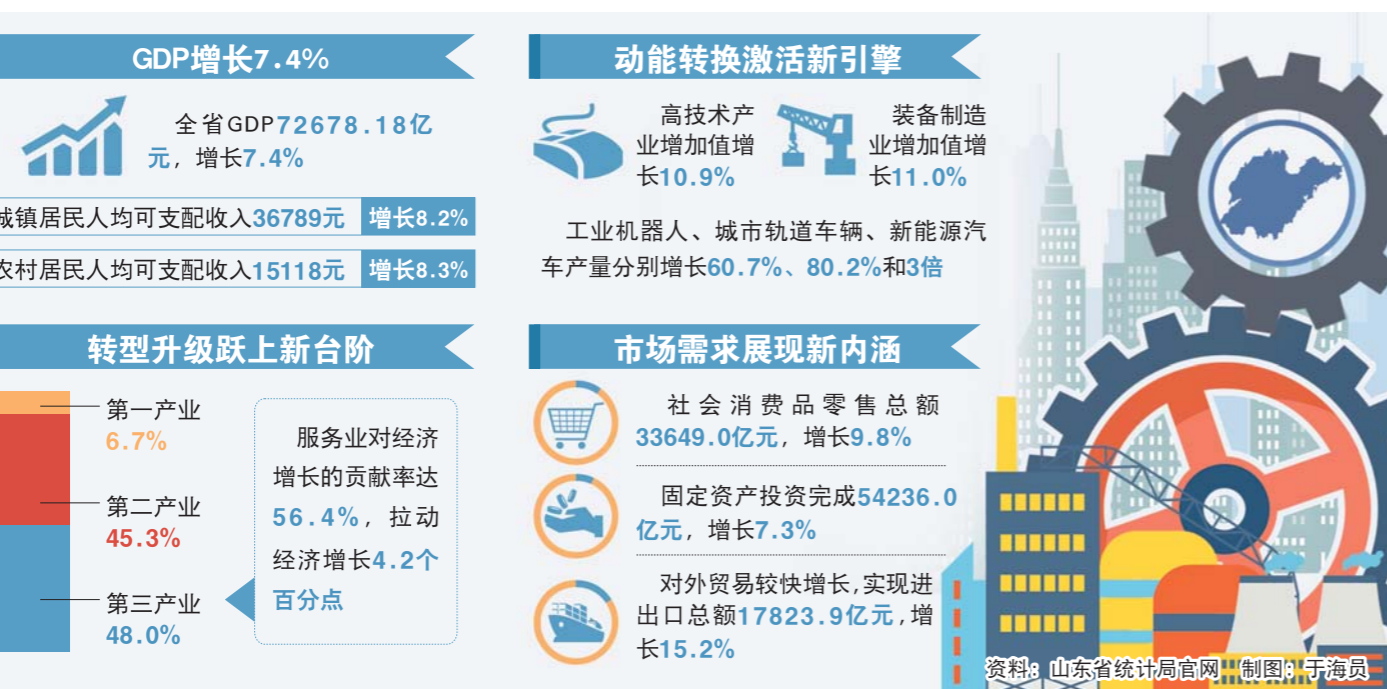 GDP增长7.4%
全省GDP72678.18亿
元，增长7.4%
城镇居民人均可支配收入36789元 增长8.2%
农村居民人均可支配收入15118元 增长8.3%
动能转换激活新引擎
高技术产
业增加值增
长10.9%
装备制造
业增加值增
长11.0%
工业机器人、城市轨道车辆、新能源汽
车产量分别增长60.7%、80.2%和3倍
转型升级跃上新台阶
第一产业
6.7%
第二产业
45.3%
第三产业
48.0%
服务业对经济
增长的贡献率达
56.4%，拉动
经济增长4.2个
百分点
市场需求展现新内涵
社会消费品零售总额
33649.0亿元，增长9.8%
固定资产投资完成54236.0
亿元，增长7.3%
对外贸易较快增长,实现进
出口总额17823.9亿元,增
长15.2%
资料：山东省统计局官网 制图：于海员